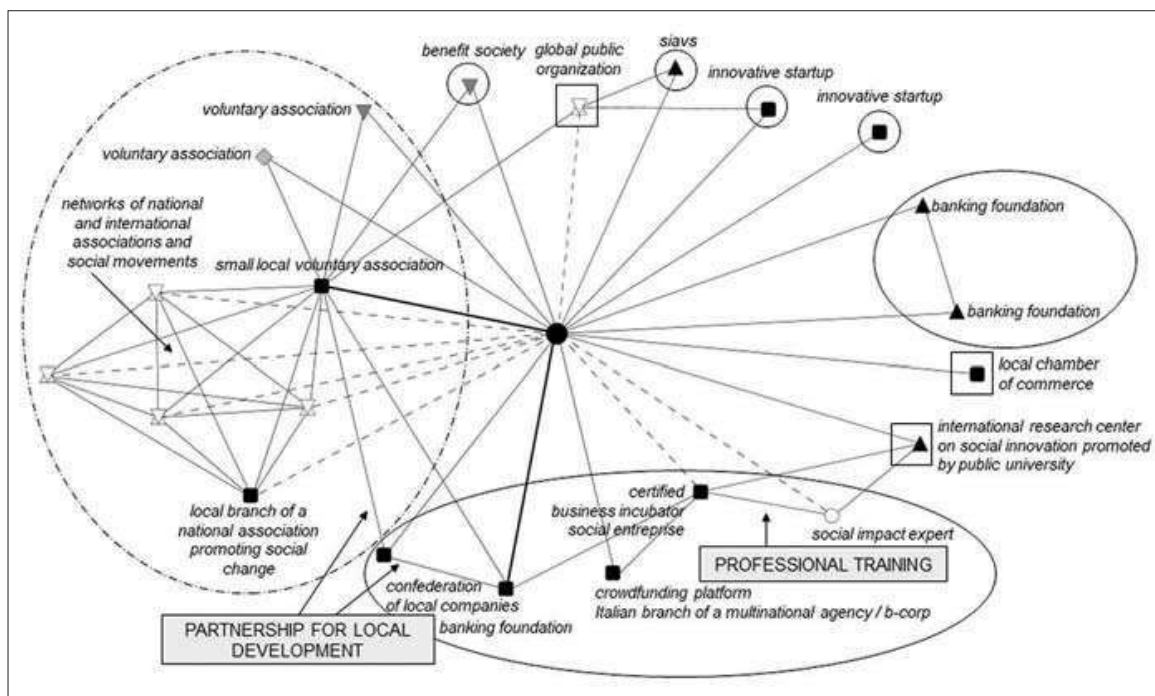 benefit society
global public
organization
siavs
innovative startup
innovative startup
voluntary association
voluntary association
networks of national
and international
associations and
social movements
small local voluntary association
banking foundation
banking foundation
local chamber
of commerce
international research center
on social innovation promoted
by public university
certified
business incubator
social entreprise
social impact expert
local branch of a
national association
promoting social
change
PROFESSIONAL TRAINING
confederation
of local companies
crowdfunding platform
Italian branch of a multinational agency / b-corp
banking foundation
PARTNERSHIP FOR LOCAL
DEVELOPMENT